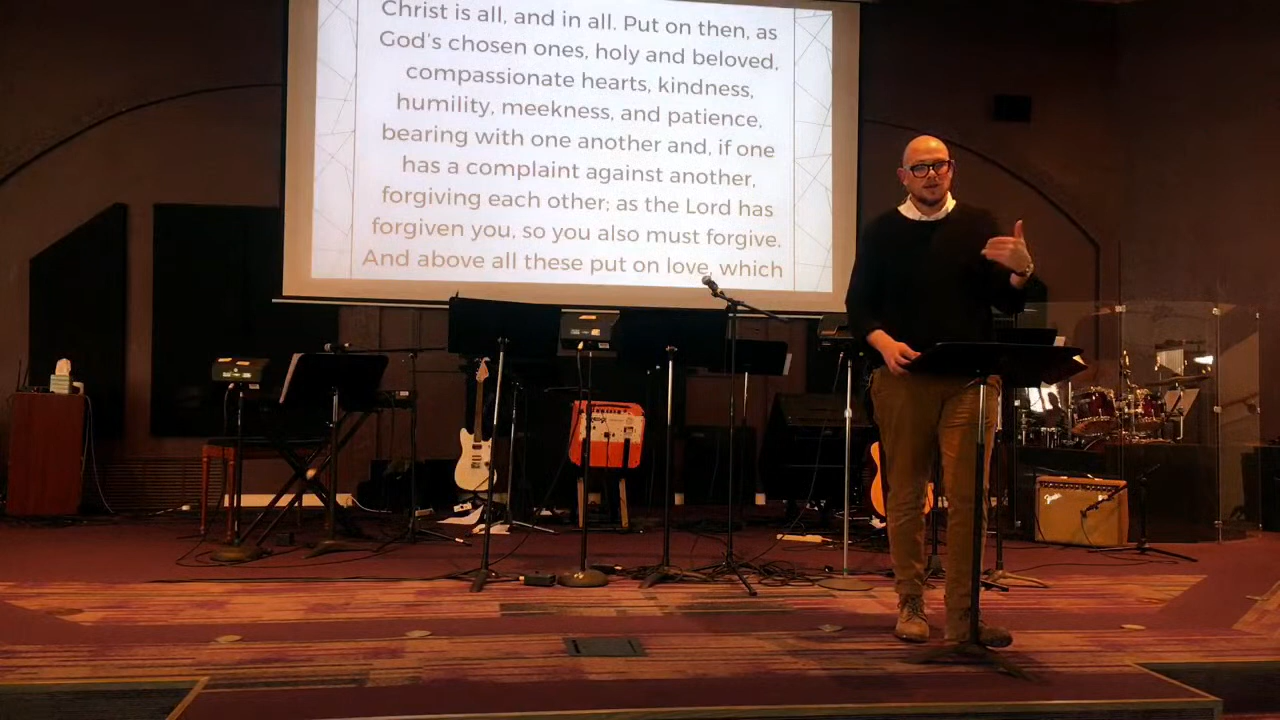 Christ is all, and in all. Put on then, as
God's chosen ones, holy and beloved,
compassionate hearts, kindness,
humility, meekness, and patience,
bearing with one another and, if one
has a complaint against another,
forgiving each other; as the Lord has
forgiven you, so you also must forgive.
And above all these put on love, which
Fender